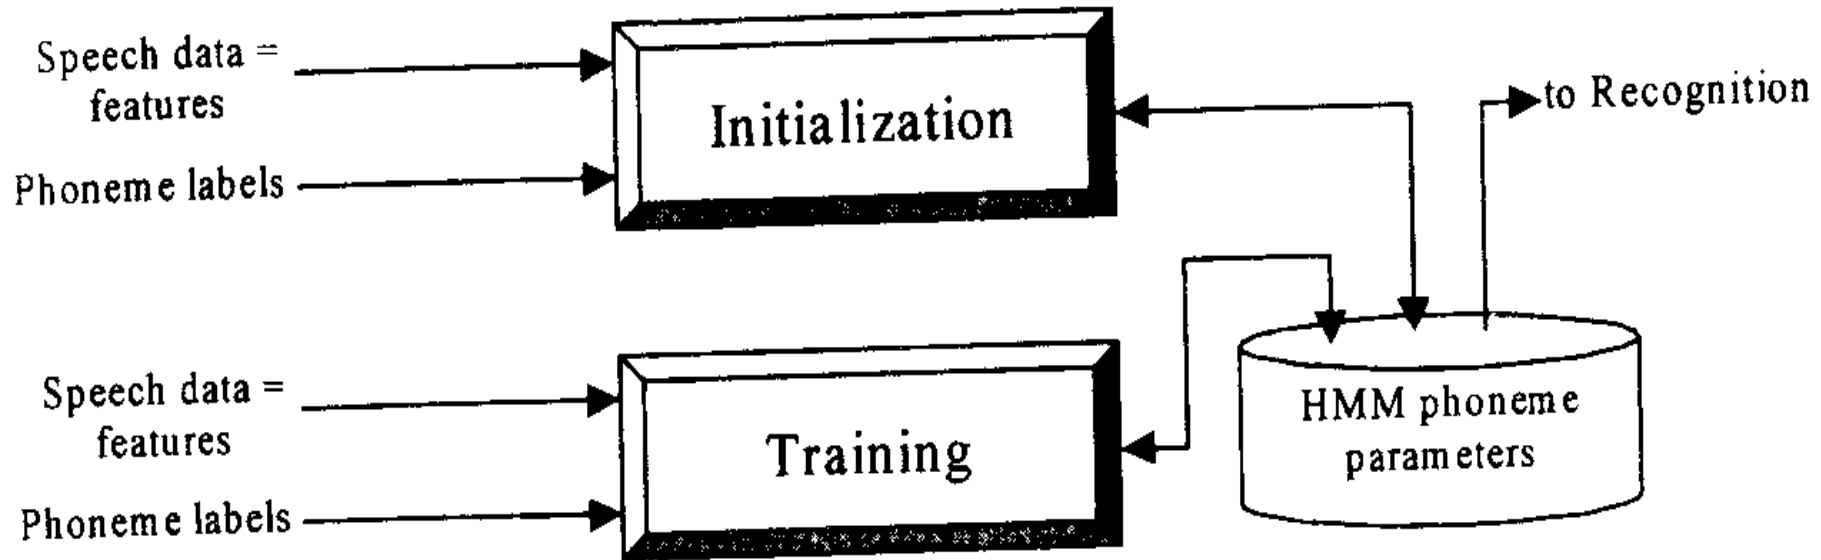 Speech data =
features
Phoneme labels
Initialization
to Recognition
Speech data =
features
Phoneme labels
Training
HMM phoneme
parameters